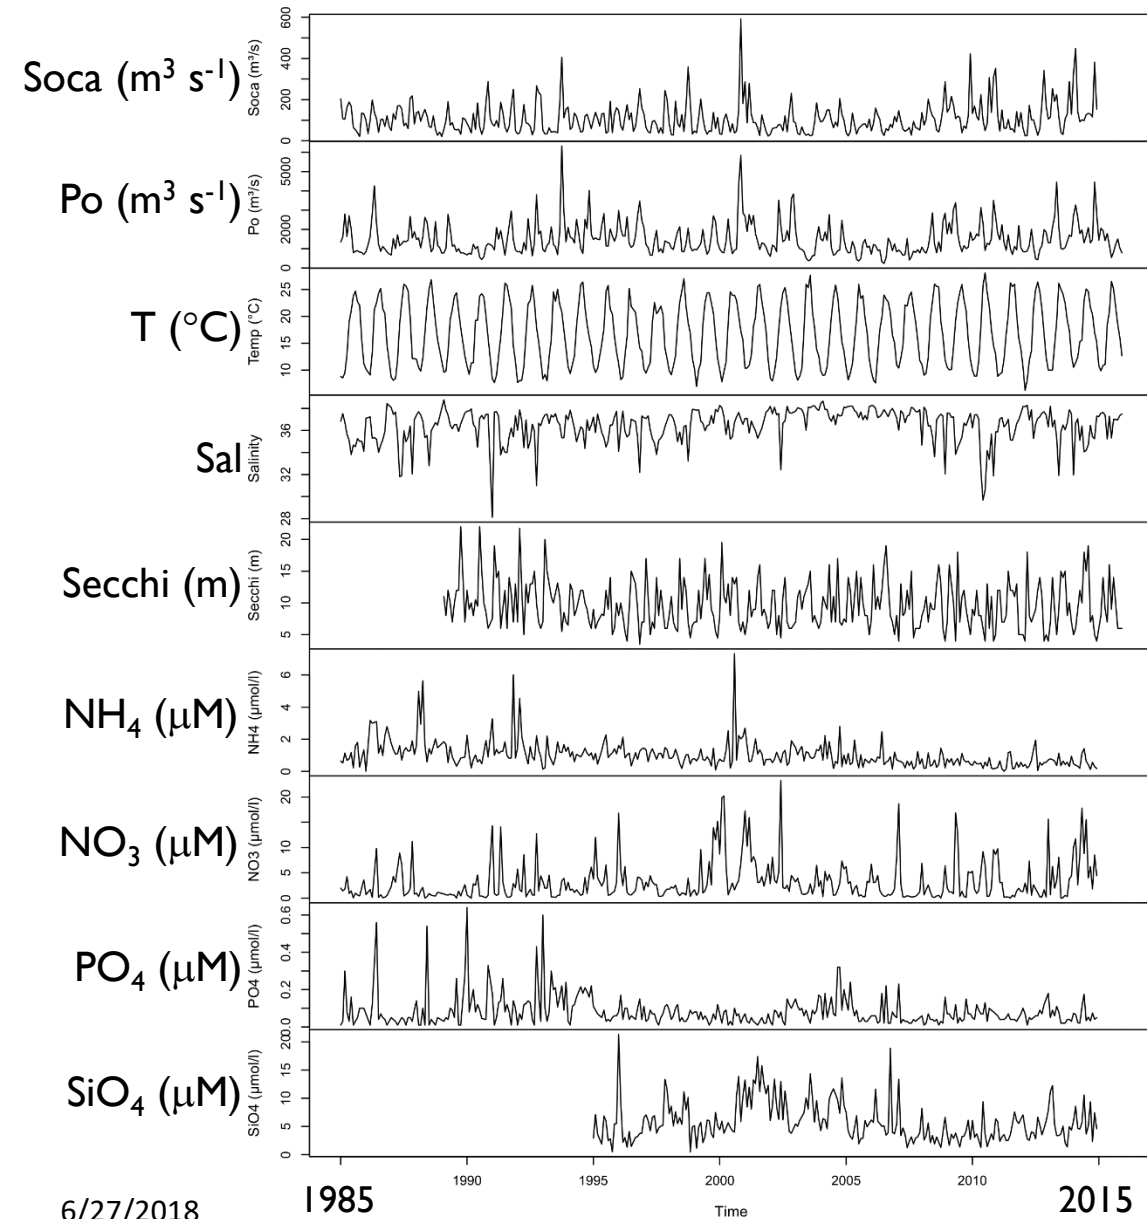 Soca (m³ s⁻¹)
Soca (m³/s)
0 200 400 600
Po (m³ s⁻¹)
Po (m³/s)
0 2000 5000
T (°C)
Temp (°C)
10 15 20 25
Sal
Salinity
28 32 36
Secchi (m)
Secchi (m)
5 10 15 20
NH₄ (μM)
NH4 (μmol/l)
0 2 4 6
NO₃ (μM)
NO3 (μmol/l)
0 5 10 20
PO₄ (μM)
PO4 (μmol/l)
0.0 0.2 0.4 0.6
SiO₄ (μM)
SiO4 (μmol/l)
0 5 10 15 20
1990 1995 2000 2005 2010
1985 2015
Time
6/27/2018